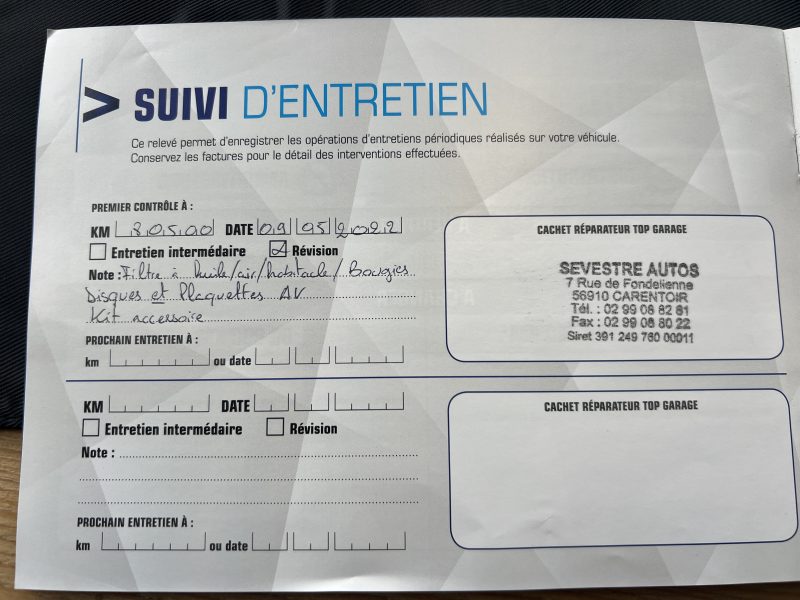 > SUIVI D'ENTRETIEN
Ce relevé permet d'enregistrer les opérations d'entretiens périodiques réalisés sur votre véhicule.
Conservez les factures pour le détail des interventions effectuées.
PREMIER CONTRÔLE À :
KM 80500 DATE 09 05 2022
Entretien intermédaire Révision
Note : Filtre à huile/air/habitacle/Bougies
Disques et Plaquettes AV
Kit accessoire
PROCHAIN ENTRETIEN À :
km ou date
CACHET RÉPARATEUR TOP GARAGE
SEVESTRE AUTOS
7 Rue de Fondelienne
56910 CARENTOIR
Tél. : 02 99 08 82 81
Fax : 02 99 08 80 22
Siret 391 249 760 00011
KM DATE
Entretien intermédaire Révision
Note :
PROCHAIN ENTRETIEN À :
km ou date
CACHET RÉPARATEUR TOP GARAGE